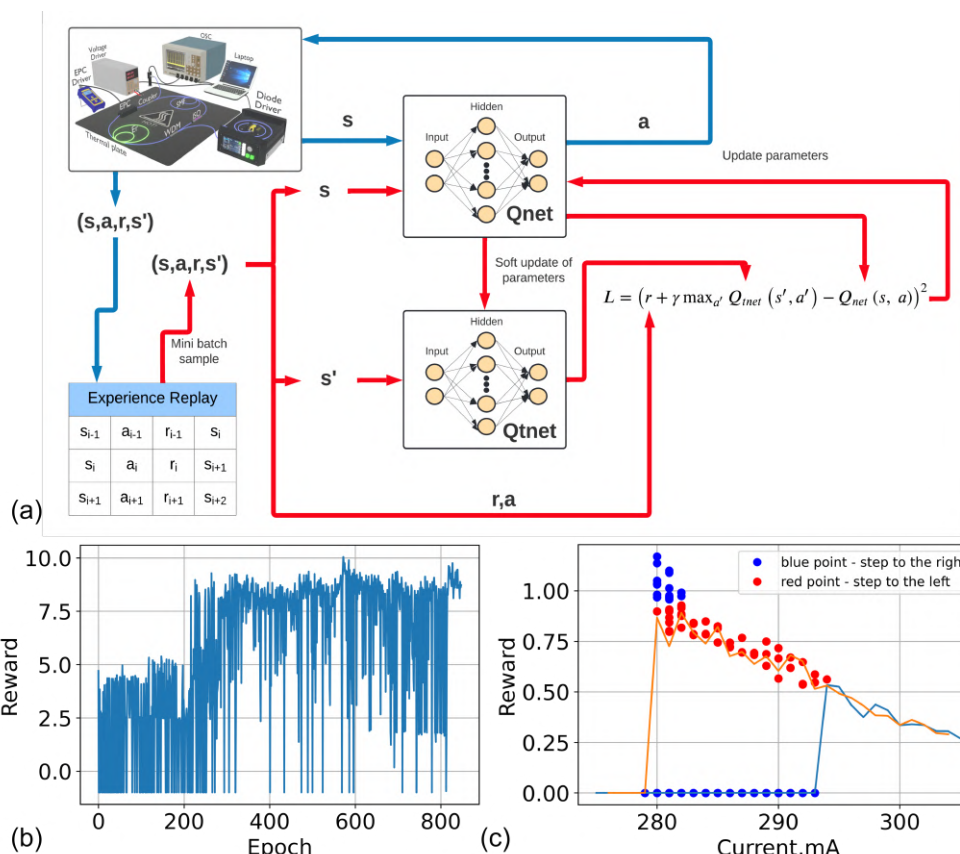 OSC
Voltage
Driver
Laptop
EPC
Driver
Coupler
Diode
Driver
EPC
WDM
Thermal plate
s
a
Hidden
Input
Output
Qnet
Update parameters
(s,a,r,s')
s
(s,a,r,s')
Soft update of
parameters
L = (r + γ max_a' Q_tnet (s', a') − Q_net (s, a))²
Mini batch
sample
Hidden
Input
Output
s'
Qtnet
Experience Replay
s_i-1 a_i-1 r_i-1 s_i
s_i a_i r_i s_i+1
s_i+1 a_i+1 r_i+1 s_i+2
r,a
(a)
10.0
7.5
5.0
2.5
0.0
Reward
0 200 400 600 800
Epoch
(b)
blue point - step to the right
red point - step to the left
1.00
0.75
0.50
0.25
0.00
Reward
280 290 300
Current,mA
(c)